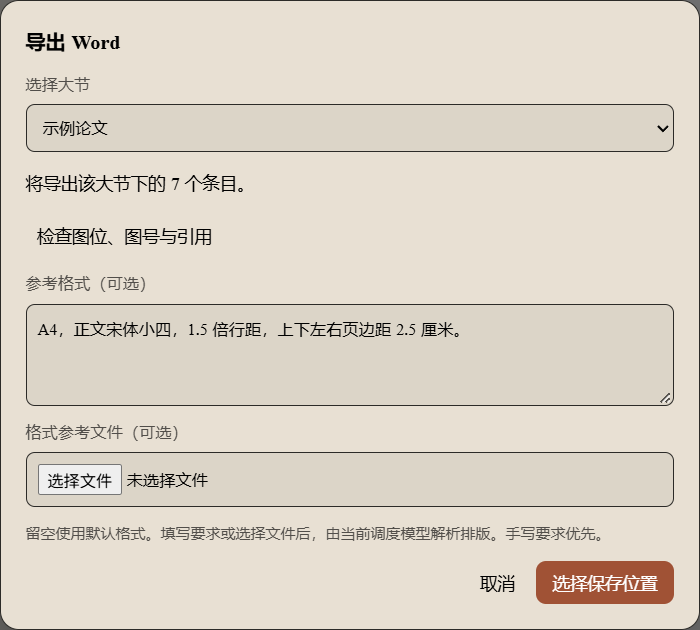 导出 Word
选择大节
示例论文
将导出该大节下的 7 个条目。
检查图位、图号与引用
参考格式（可选）
A4，正文宋体小四，1.5 倍行距，上下左右页边距 2.5 厘米。
格式参考文件（可选）
选择文件 未选择文件
留空使用默认格式。填写要求或选择文件后，由当前调度模型解析排版。手写要求优先。
取消 选择保存位置